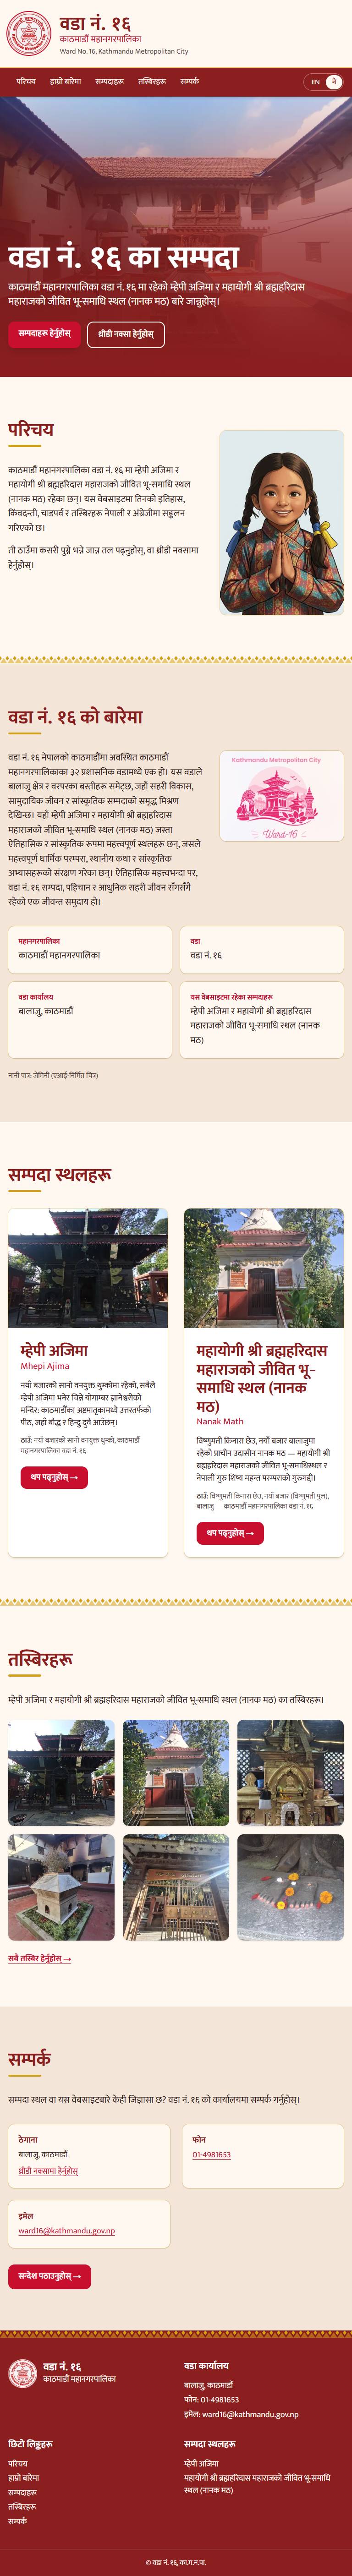 वडा नं. १६
काठमाडौं महानगरपालिका
Ward No. 16, Kathmandu Metropolitan City
परिचय
हाम्रो बारेमा
सम्पदाहरू
तस्बिरहरू
सम्पर्क
EN
ने
वडा नं. १६ का सम्पदा
काठमाडौं महानगरपालिका वडा नं. १६ मा रहेको म्हेपी अजिमा र महायोगी श्री ब्रह्महरिदास
महाराजको जीवित भू-समाधि स्थल (नानक मठ) बारे जान्नुहोस्।
सम्पदाहरू हेर्नुहोस्
थ्रीडी नक्सा हेर्नुहोस्
परिचय
काठमाडौं महानगरपालिका वडा नं. १६ मा म्हेपी अजिमा र
महायोगी श्री ब्रह्महरिदास महाराजको जीवित भू-समाधि स्थल
(नानक मठ) रहेका छन्। यस वेबसाइटमा तिनको इतिहास,
किंवदन्ती, चाडपर्व र तस्बिरहरू नेपाली र अंग्रेजीमा सङ्कलन
गरिएको छ।
ती ठाउँमा कसरी पुग्ने भन्ने जान्न तल पढ्नुहोस्, वा थ्रीडी नक्सामा
हेर्नुहोस्।
वडा नं. १६ को बारेमा
वडा नं. १६ नेपालको काठमाडौंमा अवस्थित काठमाडौं
महानगरपालिकाका ३२ प्रशासनिक वडामध्ये एक हो। यस वडाले
बालाजु क्षेत्र र वरपरका बस्तीहरू समेट्छ, जहाँ सहरी विकास,
सामुदायिक जीवन र सांस्कृतिक सम्पदाको समृद्ध मिश्रण
देखिन्छ। यहाँ म्हेपी अजिमा र महायोगी श्री ब्रह्महरिदास
महाराजको जीवित भू-समाधि स्थल (नानक मठ) जस्ता
ऐतिहासिक र सांस्कृतिक रूपमा महत्त्वपूर्ण स्थलहरू छन्, जसले
महत्त्वपूर्ण धार्मिक परम्परा, स्थानीय कथा र सांस्कृतिक
अभ्यासहरूको संरक्षण गरेका छन्। ऐतिहासिक महत्त्वभन्दा पर,
वडा नं. १६ सम्पदा, पहिचान र आधुनिक सहरी जीवन सँगसँगै
रहेको एक जीवन्त समुदाय हो।
Kathmandu Metropolitan City
Ward-16
महानगरपालिका
काठमाडौं महानगरपालिका
वडा
वडा नं. १६
वडा कार्यालय
बालाजु, काठमाडौं
यस वेबसाइटमा रहेका सम्पदाहरू
म्हेपी अजिमा र महायोगी श्री ब्रह्महरिदास
महाराजको जीवित भू-समाधि स्थल (नानक
मठ)
नानी पात्र: जेमिनी (एआई-निर्मित चित्र)
सम्पदा स्थलहरू
म्हेपी अजिमा
Mhepi Ajima
नयाँ बजारको सानो वनयुक्त थुम्कोमा रहेको, सबैले
म्हेपी अजिमा भनेर चिन्ने योगाम्बर ज्ञानेश्वरीको
मन्दिर: काठमाडौंका अष्टमातृकामध्ये उत्तरतर्फको
पीठ, जहाँ बौद्ध र हिन्दु दुवै आउँछन्।
ठाउँ: नयाँ बजारको सानो वनयुक्त थुम्को, काठमाडौं
महानगरपालिका वडा नं. १६
थप पढ्नुहोस् →
महायोगी श्री ब्रह्महरिदास
महाराजको जीवित भू-
समाधि स्थल (नानक
मठ)
Nanak Math
विष्णुमती किनारा छेउ, नयाँ बजार बालाजुमा
रहेको प्राचीन उदासीन नानक मठ — महायोगी श्री
ब्रह्महरिदास महाराजको जीवित भू-समाधिस्थल र
नेपाली गुरु शिष्य महन्त परम्पराको गुरुगद्दी।
ठाउँ: विष्णुमती किनारा छेउ, नयाँ बजार (विष्णुमती पुल),
बालाजु — काठमाडौं महानगरपालिका वडा नं. १६
थप पढ्नुहोस् →
तस्बिरहरू
म्हेपी अजिमा र महायोगी श्री ब्रह्महरिदास महाराजको जीवित भू-समाधि स्थल (नानक मठ) का तस्बिरहरू।
सबै तस्बिर हेर्नुहोस् →
सम्पर्क
सम्पदा स्थल वा यस वेबसाइटबारे केही जिज्ञासा छ? वडा नं. १६ को कार्यालयमा सम्पर्क गर्नुहोस्।
ठेगाना
बालाजु, काठमाडौं
थ्रीडी नक्सामा हेर्नुहोस्
फोन
01-4981653
इमेल
ward16@kathmandu.gov.np
सन्देश पठाउनुहोस् →
वडा नं. १६
काठमाडौं महानगरपालिका
वडा कार्यालय
बालाजु, काठमाडौं
फोन: 01-4981653
इमेल: ward16@kathmandu.gov.np
छिटो लिङ्कहरू
परिचय
हाम्रो बारेमा
सम्पदाहरू
तस्बिरहरू
सम्पर्क
सम्पदा स्थलहरू
म्हेपी अजिमा
महायोगी श्री ब्रह्महरिदास महाराजको जीवित भू-समाधि
स्थल (नानक मठ)
© वडा नं. १६, का.म.न.पा.